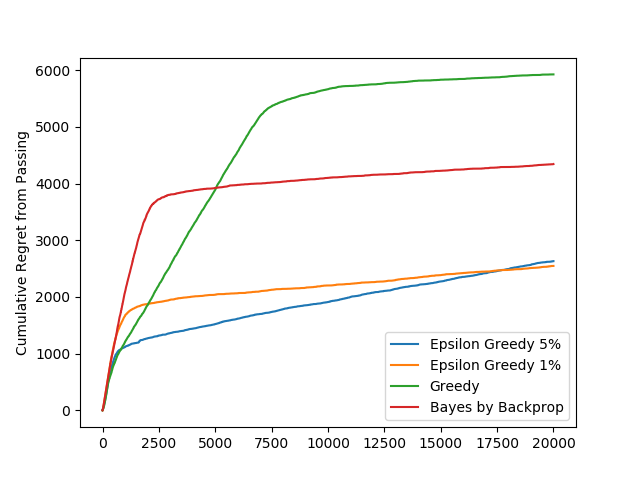 Cumulative Regret from Passing
6000
5000
4000
3000
2000
1000
0
0 2500 5000 7500 10000 12500 15000 17500 20000
Epsilon Greedy 5%
Epsilon Greedy 1%
Greedy
Bayes by Backprop